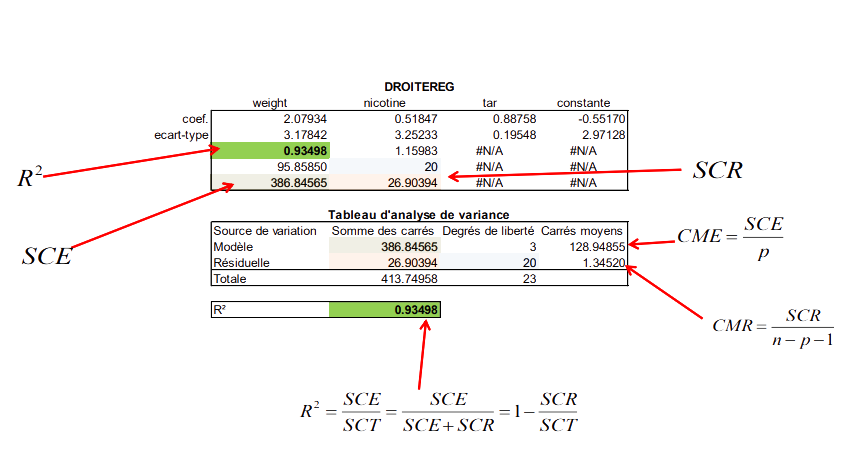 DROITEREG
weight nicotine tar constante
coef. 2.07934 0.51847 0.88758 -0.55170
ecart-type 3.17842 3.25233 0.19548 2.97128
0.93498 1.15983 #N/A #N/A
95.85850 20 #N/A #N/A
386.84565 26.90394 #N/A #N/A
R²
SCR
SCE
Tableau d'analyse de variance
Source de variation Somme des carrés Degrés de liberté Carrés moyens
Modèle 386.84565 3 128.94855
Résiduelle 26.90394 20 1.34520
Totale 413.74958 23
CME = SCE / p
R² 0.93498
CMR = SCR / n − p − 1
R² = SCE / SCT = SCE / SCE + SCR = 1 − SCR / SCT